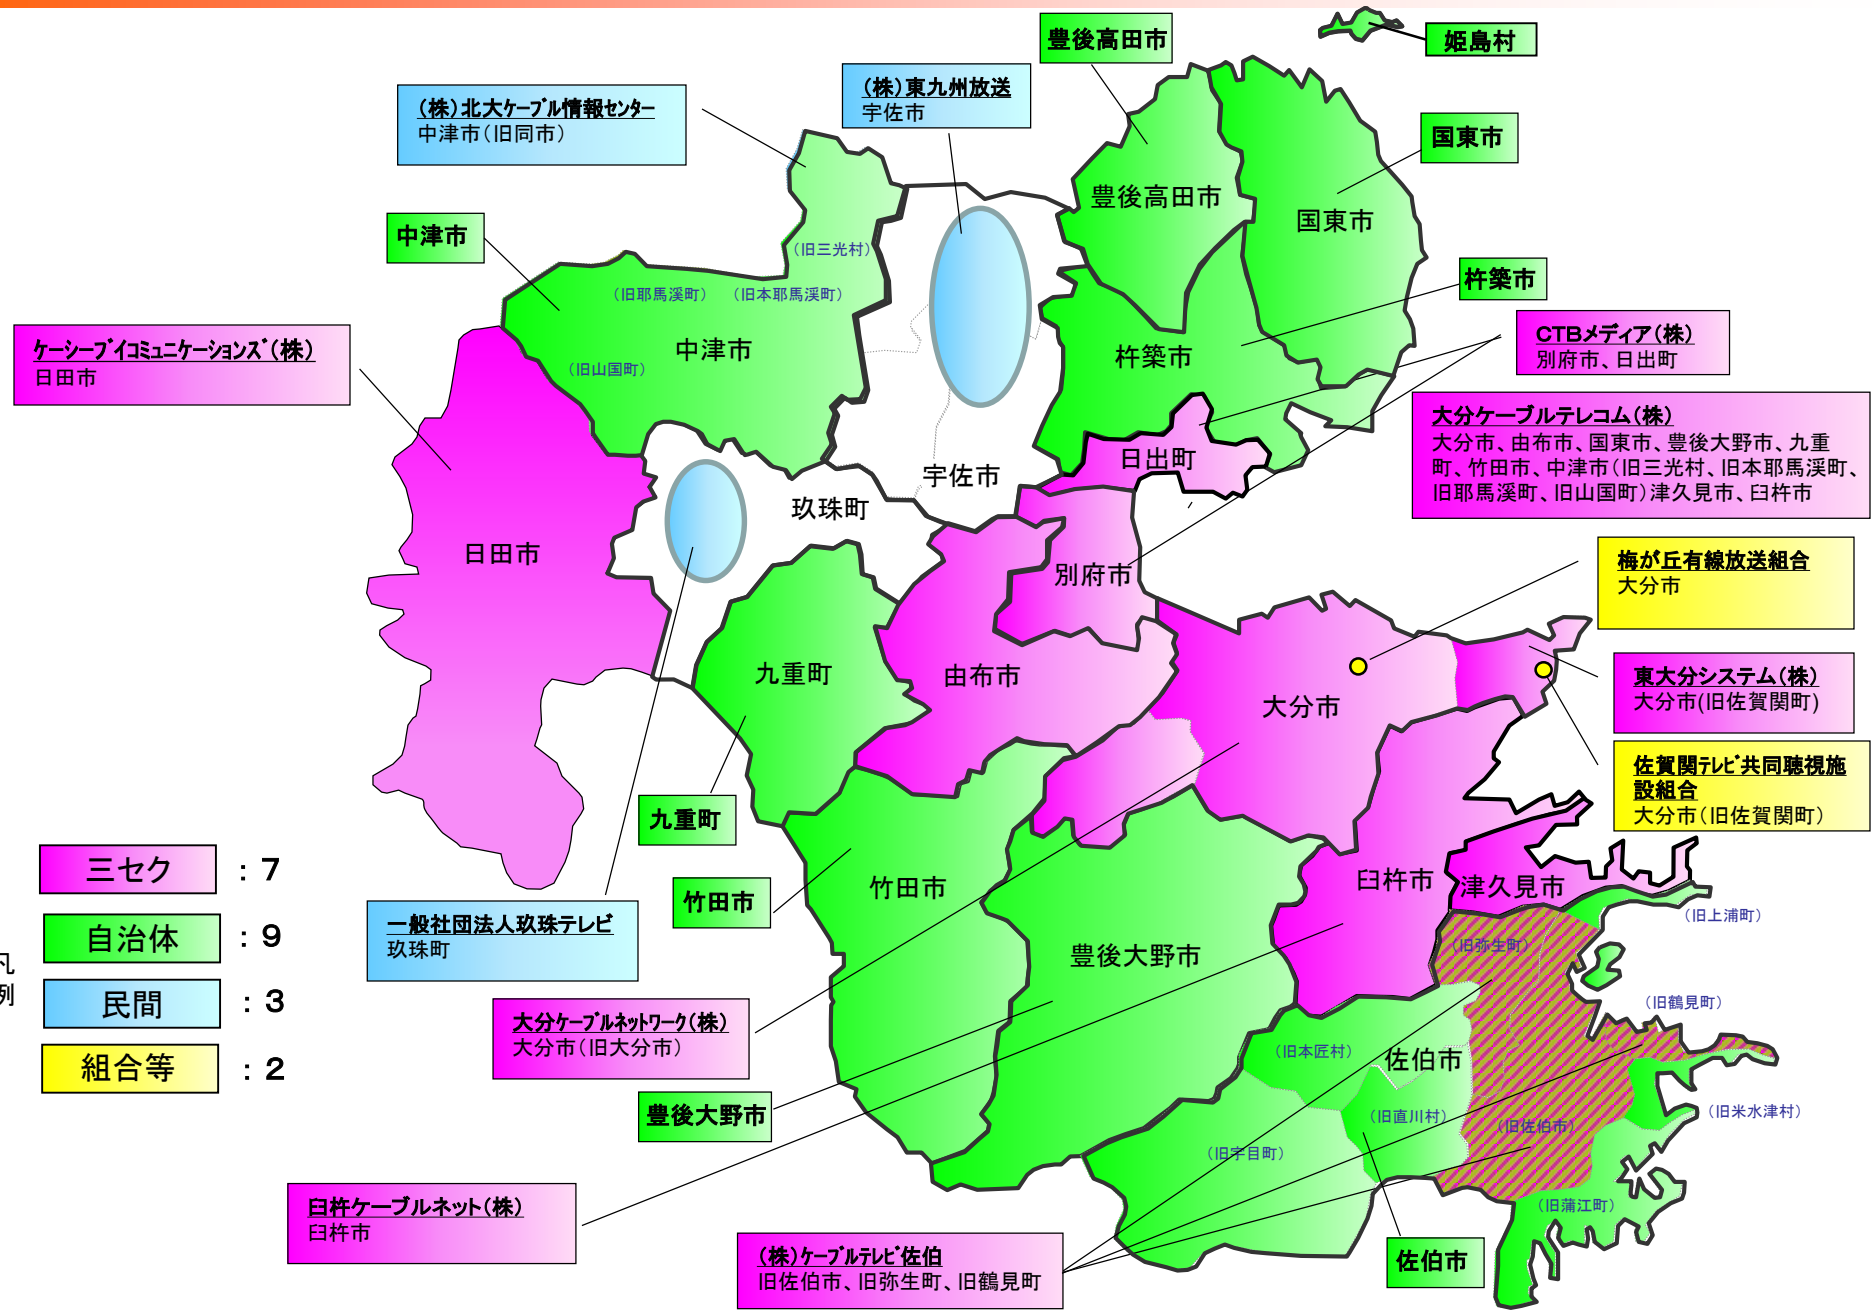 豊後高田市
姫島村
(株)東九州放送
宇佐市
(株)北大ケーブル情報センター
中津市(旧同市)
国東市
豊後高田市
国東市
中津市
(旧三光村)
杵築市
(旧耶馬溪町)
(旧本耶馬溪町)
中津市
(旧山国町)
杵築市
CTBメディア(株)
別府市、日出町
ケーシーブイコミュニケーションズ(株)
日田市
大分ケーブルテレコム(株)
大分市、由布市、国東市、豊後大野市、九重
町、竹田市、中津市(旧三光村、旧本耶馬溪町、
旧耶馬溪町、旧山国町)津久見市、臼杵市
日出町
宇佐市
玖珠町
日田市
別府市
梅が丘有線放送組合
大分市
九重町
由布市
大分市
東大分システム(株)
大分市(旧佐賀関町)
佐賀関テレビ共同聴視施
設組合
大分市(旧佐賀関町)
九重町
竹田市
竹田市
臼杵市
津久見市
(旧上浦町)
(旧弥生町)
一般社団法人玖珠テレビ
玖珠町
豊後大野市
(旧鶴見町)
大分ケーブルネットワーク(株)
大分市(旧大分市)
(旧本匠村)
佐伯市
豊後大野市
(旧直川村)
(旧佐伯市)
(旧米水津村)
(旧宇目町)
臼杵ケーブルネット(株)
臼杵市
(旧蒲江町)
(株)ケーブルテレビ佐伯
旧佐伯市、旧弥生町、旧鶴見町
佐伯市
凡
例
三セク :7
自治体 :9
民間 :3
組合等 :2